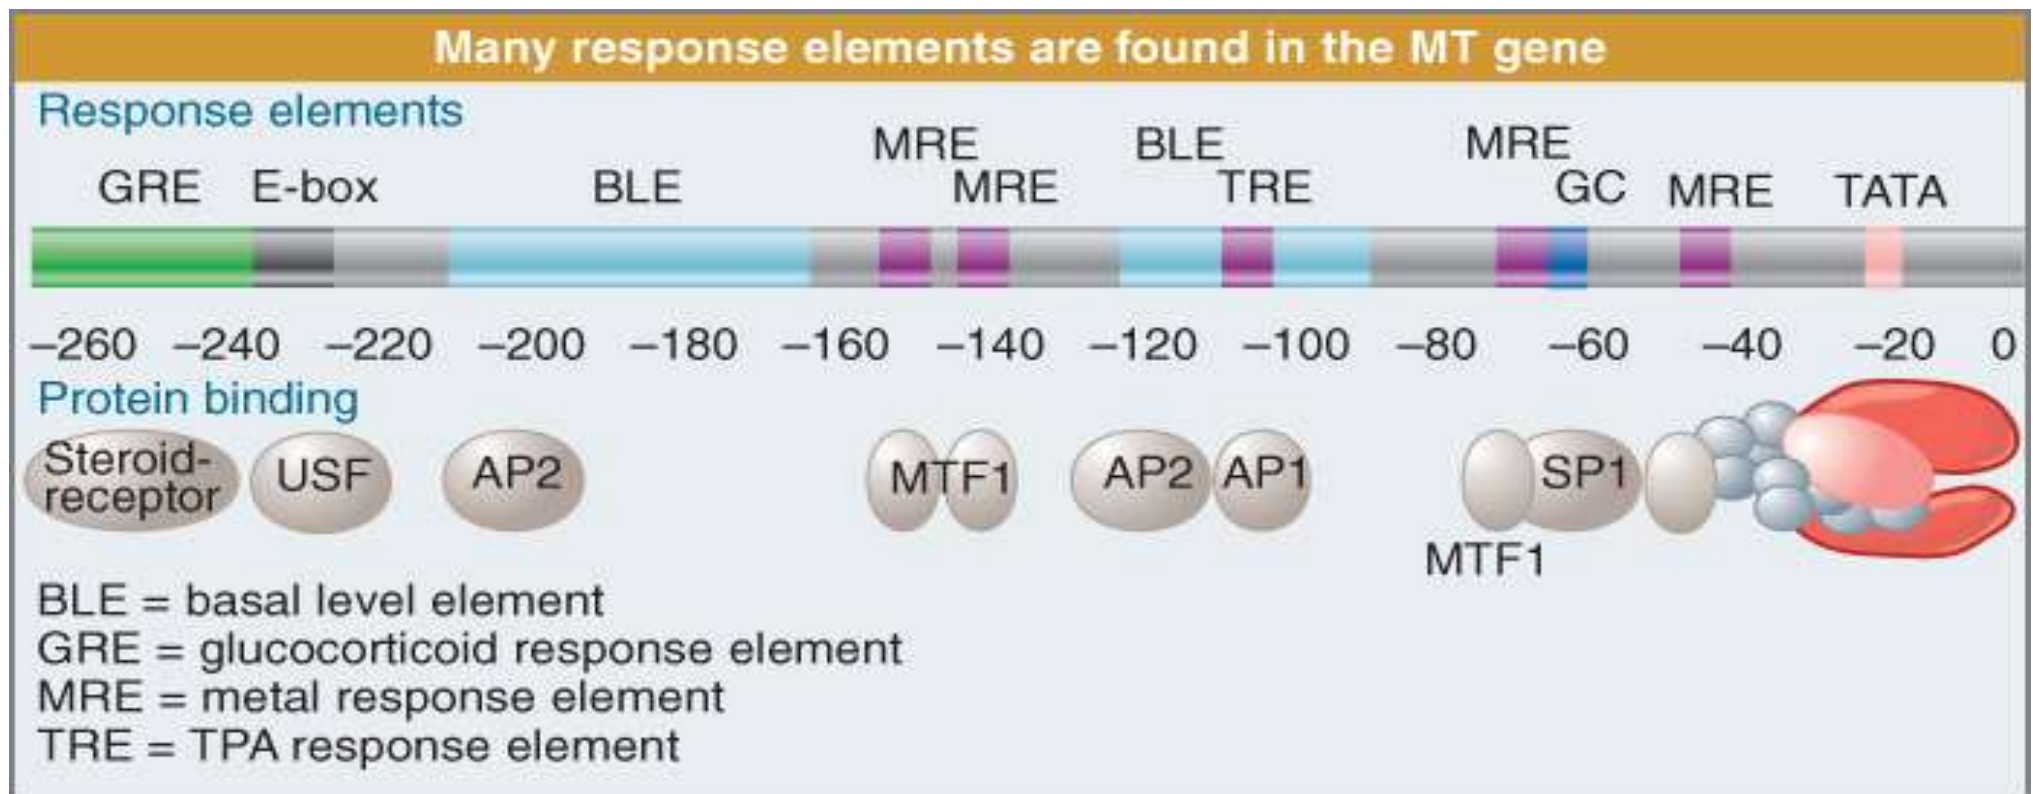 Many response elements are found in the MT gene
Response elements
MRE BLE MRE
GRE E-box BLE MRE TRE GC MRE TATA
–260 –240 –220 –200 –180 –160 –140 –120 –100 –80 –60 –40 –20 0
Protein binding
Steroid-
receptor USF AP2 MTF1 AP2 AP1 SP1
MTF1
BLE = basal level element
GRE = glucocorticoid response element
MRE = metal response element
TRE = TPA response element